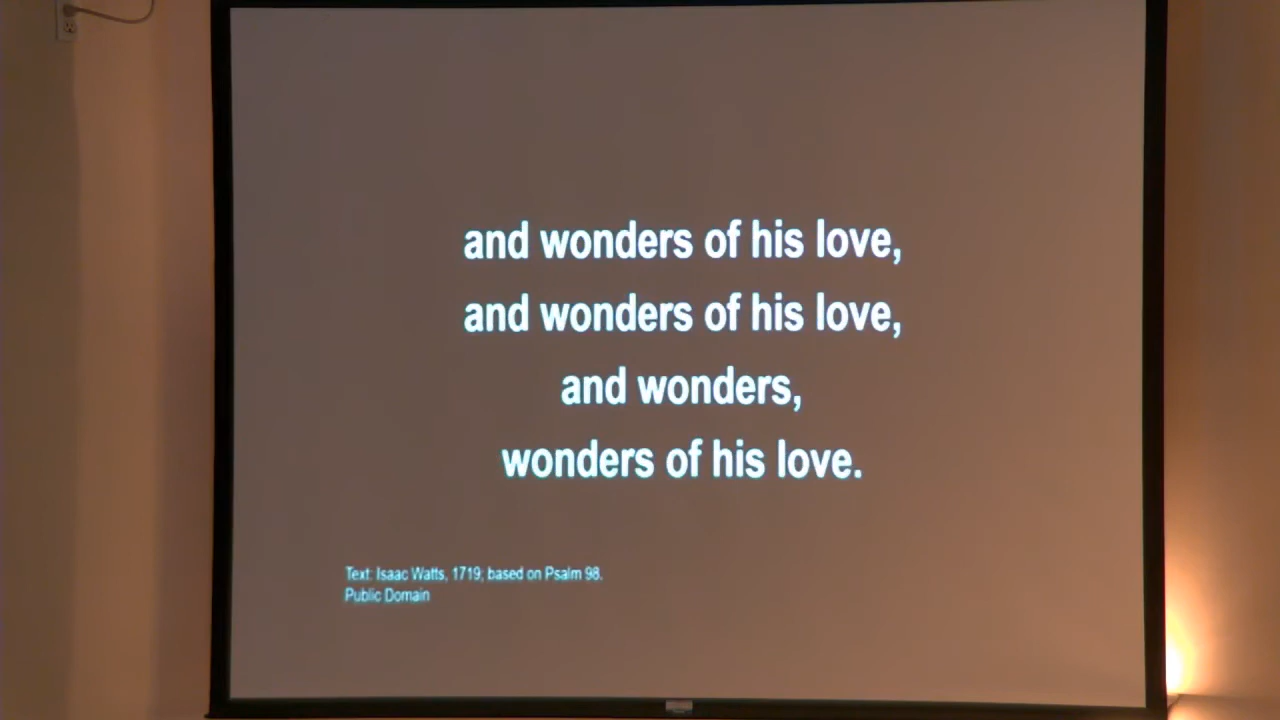 and wonders of his love,
and wonders of his love,
and wonders,
wonders of his love.
Text: Isaac Watts, 1719; based on Psalm 98.
Public Domain